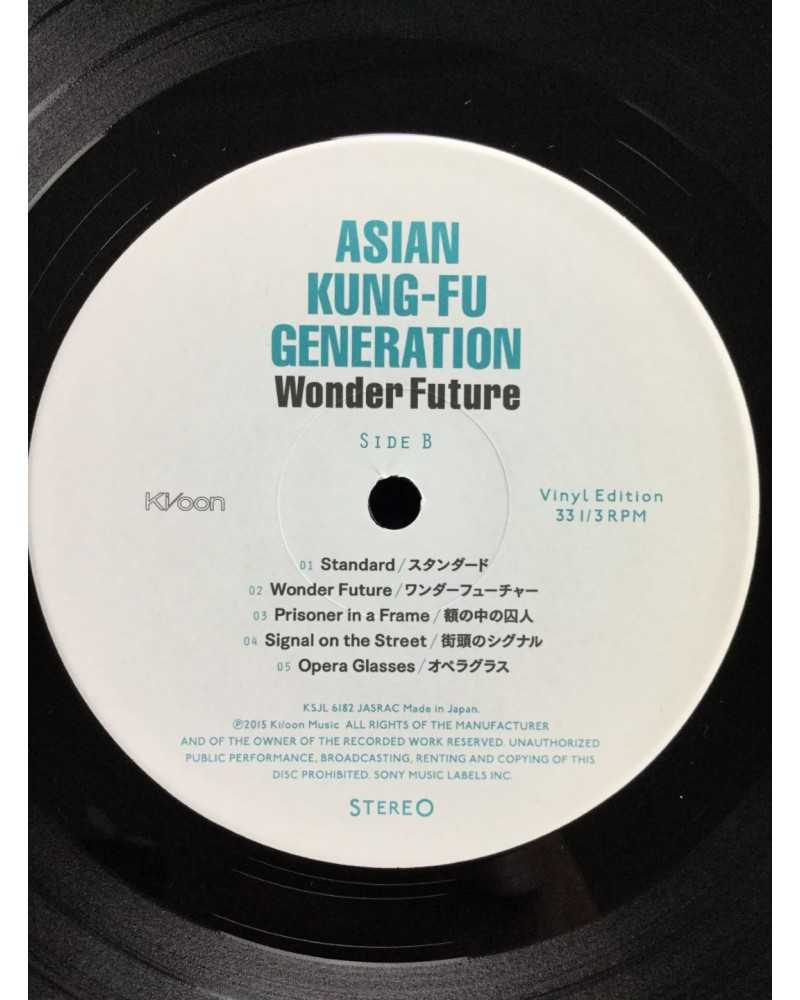 ASIAN
KUNG-FU
GENERATION
Wonder Future
SIDE B
Ki/oon
Vinyl Edition
33 1/3 RPM
01 Standard / スタンダード
02 Wonder Future / ワンダーフューチャー
03 Prisoner in a Frame / 額の中の囚人
04 Signal on the Street / 街頭のシグナル
05 Opera Glasses / オペラグラス
KSJL 6182 JASRAC Made in Japan.
℗2015 Ki/oon Music ALL RIGHTS OF THE MANUFACTURER
AND OF THE OWNER OF THE RECORDED WORK RESERVED. UNAUTHORIZED
PUBLIC PERFORMANCE, BROADCASTING, RENTING AND COPYING OF THIS
DISC PROHIBITED. SONY MUSIC LABELS INC.
STEREO